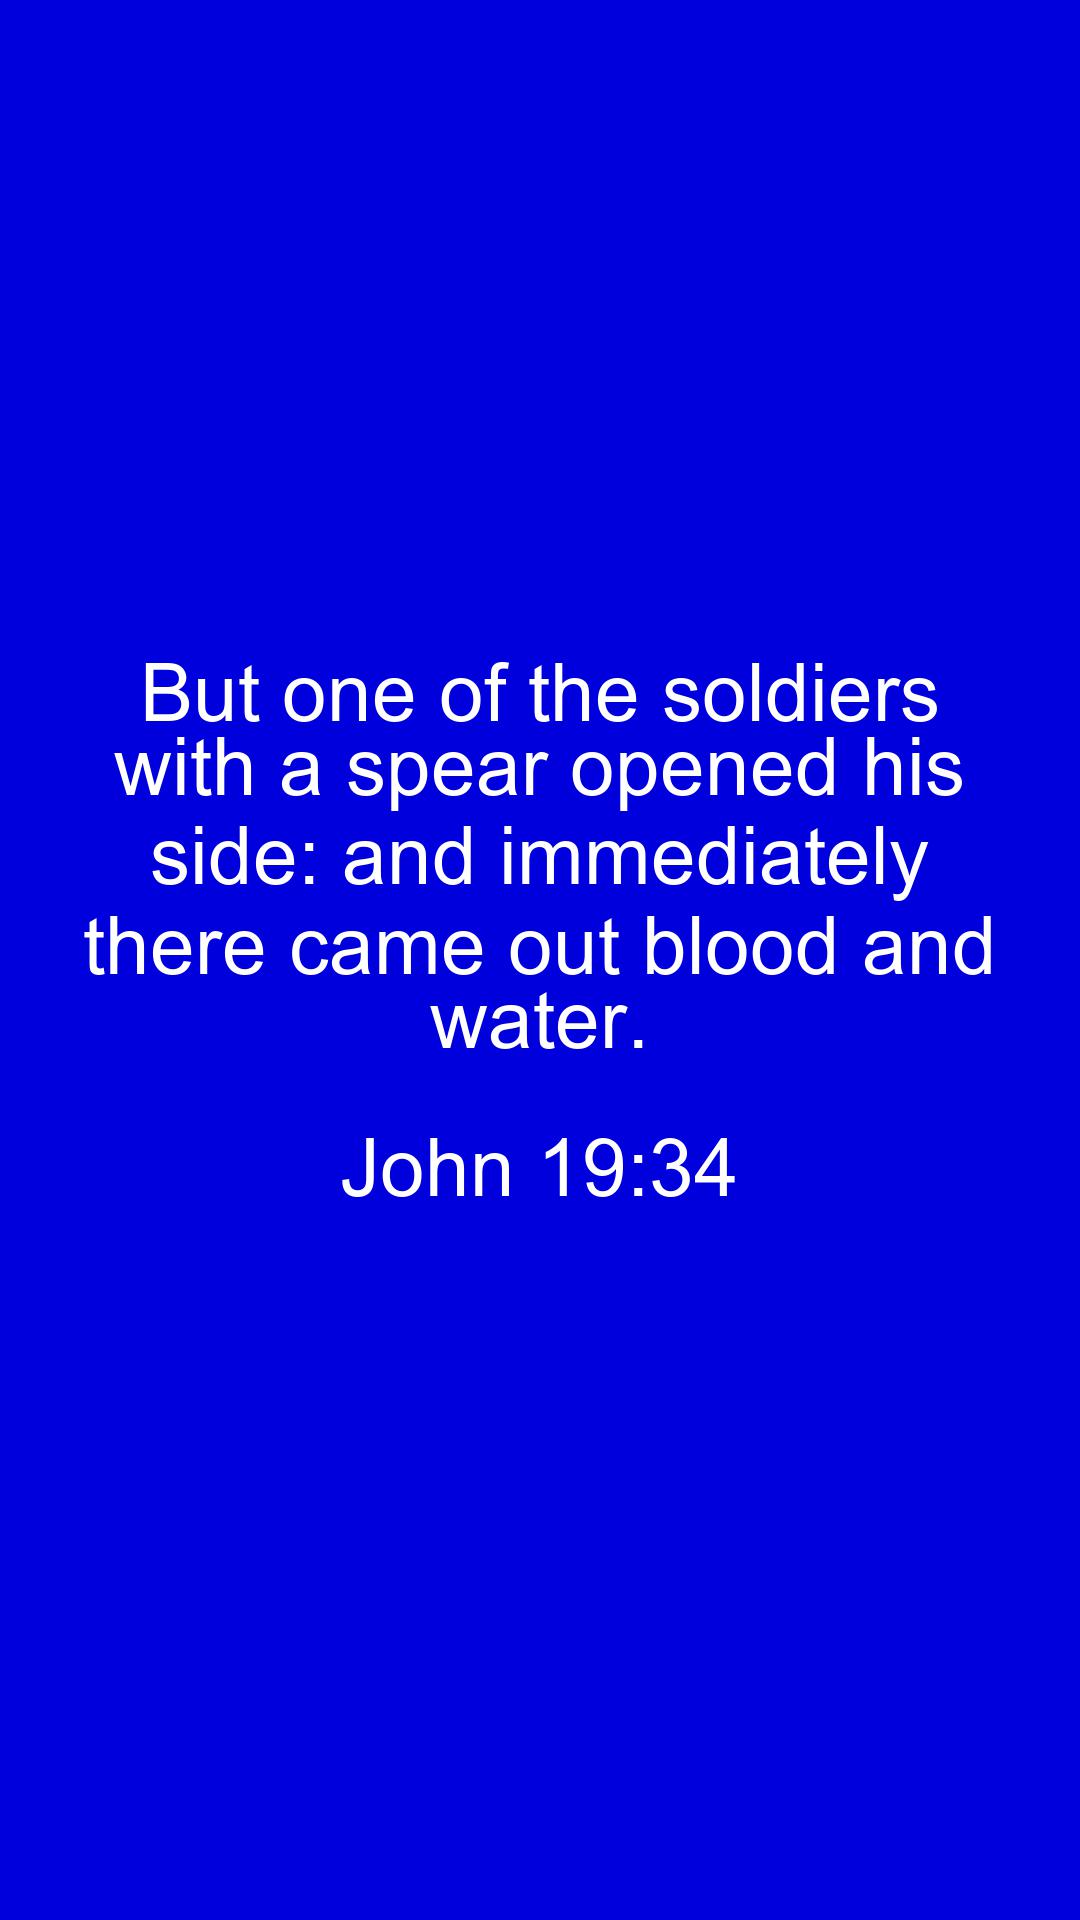 But one of the soldiers
with a spear opened his
side: and immediately
there came out blood and
water.
John 19:34